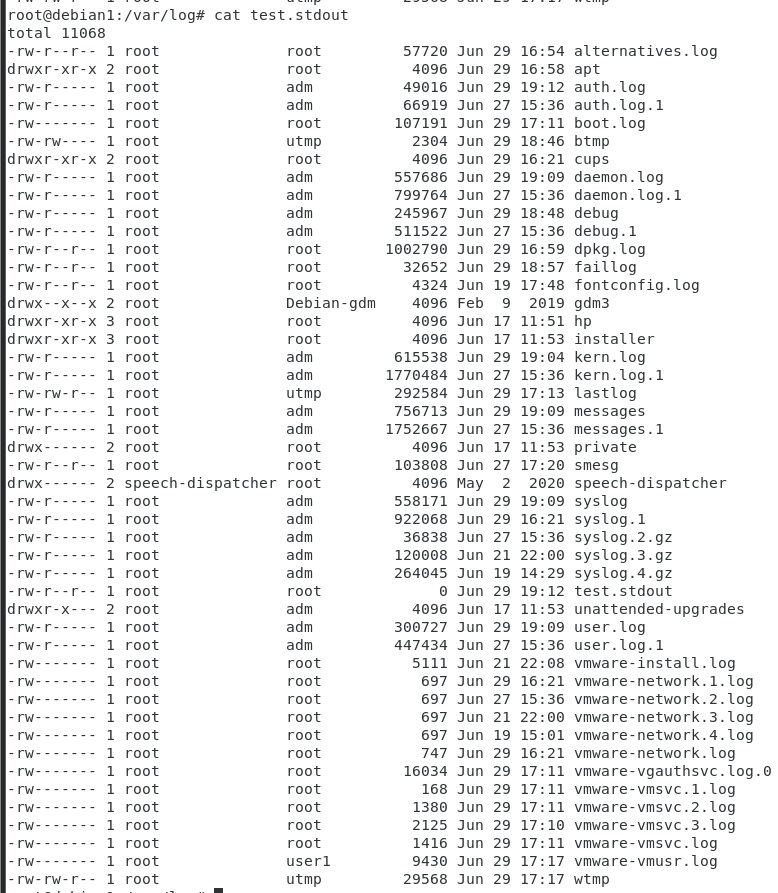 root@debian1:/var/log# cat test.stdout
total 11068
-rw-r--r-- 1 root              root         57720 Jun 29 16:54 alternatives.log
drwxr-xr-x 2 root              root          4096 Jun 29 16:58 apt
-rw-r----- 1 root              adm          49016 Jun 29 19:12 auth.log
-rw-r----- 1 root              adm          66919 Jun 27 15:36 auth.log.1
-rw------- 1 root              root        107191 Jun 29 17:11 boot.log
-rw-rw---- 1 root              utmp          2304 Jun 29 18:46 btmp
drwxr-xr-x 2 root              root          4096 Jun 29 16:21 cups
-rw-r----- 1 root              adm         557686 Jun 29 19:09 daemon.log
-rw-r----- 1 root              adm         799764 Jun 27 15:36 daemon.log.1
-rw-r----- 1 root              adm         245967 Jun 29 18:48 debug
-rw-r----- 1 root              adm         511522 Jun 27 15:36 debug.1
-rw-r--r-- 1 root              root       1002790 Jun 29 16:59 dpkg.log
-rw-r--r-- 1 root              root         32652 Jun 29 18:57 faillog
-rw-r--r-- 1 root              root          4324 Jun 19 17:48 fontconfig.log
drwx--x--x 2 root              Debian-gdm    4096 Feb  9  2019 gdm3
drwxr-xr-x 3 root              root          4096 Jun 17 11:51 hp
drwxr-xr-x 3 root              root          4096 Jun 17 11:53 installer
-rw-r----- 1 root              adm         615538 Jun 29 19:04 kern.log
-rw-r----- 1 root              adm        1770484 Jun 27 15:36 kern.log.1
-rw-rw-r-- 1 root              utmp        292584 Jun 29 17:13 lastlog
-rw-r----- 1 root              adm         756713 Jun 29 19:09 messages
-rw-r----- 1 root              adm        1752667 Jun 27 15:36 messages.1
drwx------ 2 root              root          4096 Jun 17 11:53 private
-rw-r--r-- 1 root              root        103808 Jun 27 17:20 smesg
drwx------ 2 speech-dispatcher root          4096 May  2  2020 speech-dispatcher
-rw-r----- 1 root              adm         558171 Jun 29 19:09 syslog
-rw-r----- 1 root              adm         922068 Jun 29 16:21 syslog.1
-rw-r----- 1 root              adm          36838 Jun 27 15:36 syslog.2.gz
-rw-r----- 1 root              adm         120008 Jun 21 22:00 syslog.3.gz
-rw-r----- 1 root              adm         264045 Jun 19 14:29 syslog.4.gz
-rw-r--r-- 1 root              root             0 Jun 29 19:12 test.stdout
drwxr-x--- 2 root              adm           4096 Jun 17 11:53 unattended-upgrades
-rw-r----- 1 root              adm         300727 Jun 29 19:09 user.log
-rw-r----- 1 root              adm         447434 Jun 27 15:36 user.log.1
-rw------- 1 root              root          5111 Jun 21 22:08 vmware-install.log
-rw------- 1 root              root           697 Jun 29 16:21 vmware-network.1.log
-rw------- 1 root              root           697 Jun 27 15:36 vmware-network.2.log
-rw------- 1 root              root           697 Jun 21 22:00 vmware-network.3.log
-rw------- 1 root              root           697 Jun 19 15:01 vmware-network.4.log
-rw------- 1 root              root           747 Jun 29 16:21 vmware-network.log
-rw------- 1 root              root         16034 Jun 29 17:11 vmware-vgauthsvc.log.0
-rw------- 1 root              root           168 Jun 29 17:11 vmware-vmsvc.1.log
-rw------- 1 root              root          1380 Jun 29 17:11 vmware-vmsvc.2.log
-rw------- 1 root              root          2125 Jun 29 17:10 vmware-vmsvc.3.log
-rw------- 1 root              root          1416 Jun 29 17:11 vmware-vmsvc.log
-rw------- 1 root              user1         9430 Jun 29 17:17 vmware-vmusr.log
-rw-rw-r-- 1 root              utmp         29568 Jun 29 17:17 wtmp